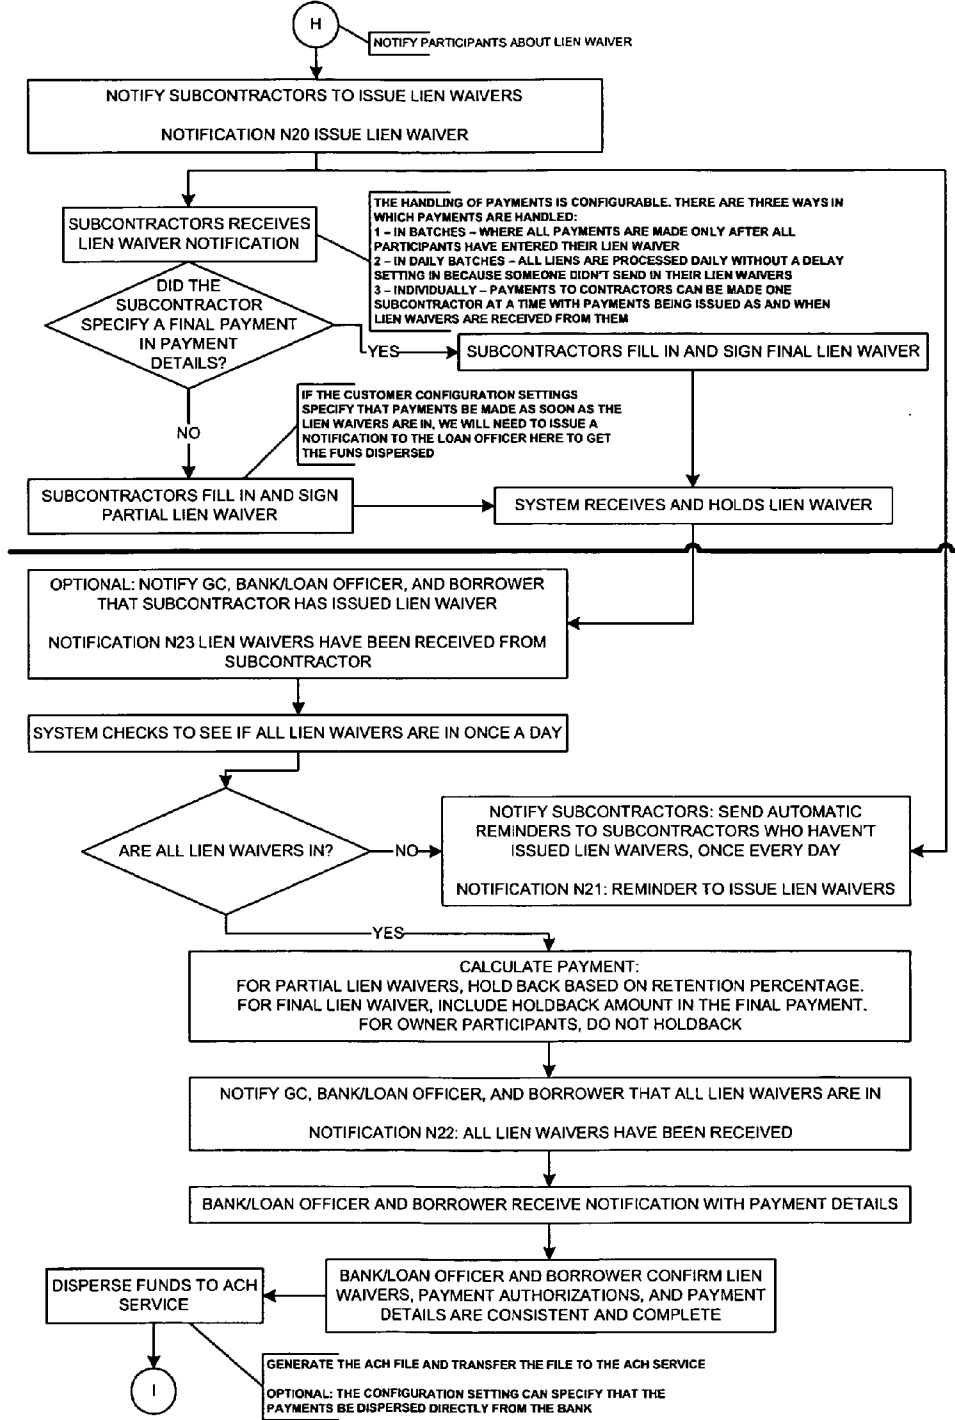 H
NOTIFY PARTICIPANTS ABOUT LIEN WAIVER
NOTIFY SUBCONTRACTORS TO ISSUE LIEN WAIVERS
NOTIFICATION N20 ISSUE LIEN WAIVER
SUBCONTRACTORS RECEIVES
LIEN WAIVER NOTIFICATION
THE HANDLING OF PAYMENTS IS CONFIGURABLE. THERE ARE THREE WAYS IN
WHICH PAYMENTS ARE HANDLED:
1 – IN BATCHES – WHERE ALL PAYMENTS ARE MADE ONLY AFTER ALL
PARTICIPANTS HAVE ENTERED THEIR LIEN WAIVER
2 – IN DAILY BATCHES – ALL LIENS ARE PROCESSED DAILY WITHOUT A DELAY
SETTING IN BECAUSE SOMEONE DIDN'T SEND IN THEIR LIEN WAIVERS
3 – INDIVIDUALLY – PAYMENTS TO CONTRACTORS CAN BE MADE ONE
SUBCONTRACTOR AT A TIME WITH PAYMENTS BEING ISSUED AS AND WHEN
LIEN WAIVERS ARE RECEIVED FROM THEM
DID THE
SUBCONTRACTOR
SPECIFY A FINAL PAYMENT
IN PAYMENT
DETAILS?
YES
SUBCONTRACTORS FILL IN AND SIGN FINAL LIEN WAIVER
IF THE CUSTOMER CONFIGURATION SETTINGS
SPECIFY THAT PAYMENTS BE MADE AS SOON AS THE
LIEN WAIVERS ARE IN, WE WILL NEED TO ISSUE A
NOTIFICATION TO THE LOAN OFFICER HERE TO GET
THE FUNS DISPERSED
NO
SUBCONTRACTORS FILL IN AND SIGN
PARTIAL LIEN WAIVER
SYSTEM RECEIVES AND HOLDS LIEN WAIVER
OPTIONAL: NOTIFY GC, BANK/LOAN OFFICER, AND BORROWER
THAT SUBCONTRACTOR HAS ISSUED LIEN WAIVER
NOTIFICATION N23 LIEN WAIVERS HAVE BEEN RECEIVED FROM
SUBCONTRACTOR
SYSTEM CHECKS TO SEE IF ALL LIEN WAIVERS ARE IN ONCE A DAY
ARE ALL LIEN WAIVERS IN?
NO
NOTIFY SUBCONTRACTORS: SEND AUTOMATIC
REMINDERS TO SUBCONTRACTORS WHO HAVEN'T
ISSUED LIEN WAIVERS, ONCE EVERY DAY
NOTIFICATION N21: REMINDER TO ISSUE LIEN WAIVERS
YES
CALCULATE PAYMENT:
FOR PARTIAL LIEN WAIVERS, HOLD BACK BASED ON RETENTION PERCENTAGE.
FOR FINAL LIEN WAIVER, INCLUDE HOLDBACK AMOUNT IN THE FINAL PAYMENT.
FOR OWNER PARTICIPANTS, DO NOT HOLDBACK
NOTIFY GC, BANK/LOAN OFFICER, AND BORROWER THAT ALL LIEN WAIVERS ARE IN
NOTIFICATION N22: ALL LIEN WAIVERS HAVE BEEN RECEIVED
BANK/LOAN OFFICER AND BORROWER RECEIVE NOTIFICATION WITH PAYMENT DETAILS
BANK/LOAN OFFICER AND BORROWER CONFIRM LIEN
WAIVERS, PAYMENT AUTHORIZATIONS, AND PAYMENT
DETAILS ARE CONSISTENT AND COMPLETE
DISPERSE FUNDS TO ACH
SERVICE
GENERATE THE ACH FILE AND TRANSFER THE FILE TO THE ACH SERVICE
OPTIONAL: THE CONFIGURATION SETTING CAN SPECIFY THAT THE
PAYMENTS BE DISPERSED DIRECTLY FROM THE BANK
I